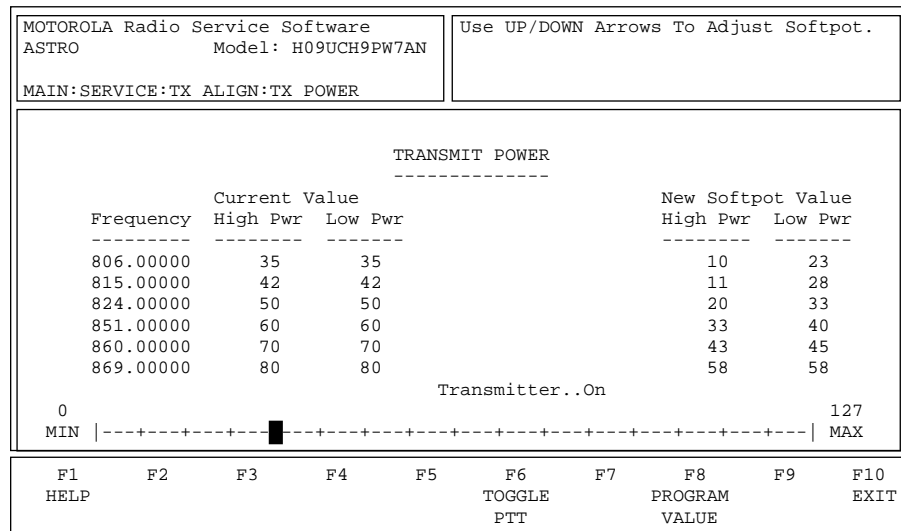 MOTOROLA Radio Service Software
ASTRO Model: H09UCH9PW7AN
MAIN:SERVICE:TX ALIGN:TX POWER
Use UP/DOWN Arrows To Adjust Softpot.
TRANSMIT POWER
---------------
Current Value New Softpot Value
Frequency High Pwr Low Pwr High Pwr Low Pwr
--------- -------- ------- -------- -------
806.00000 35 35 10 23
815.00000 42 42 11 28
824.00000 50 50 20 33
851.00000 60 60 33 40
860.00000 70 70 43 45
869.00000 80 80 58 58
Transmitter..On
0 127
MIN |---+---+---+---█---+---+---+---+---+---+---+---+---+---+---+---| MAX
F1 F2 F3 F4 F5 F6 F7 F8 F9 F10
HELP TOGGLE PROGRAM EXIT
PTT VALUE